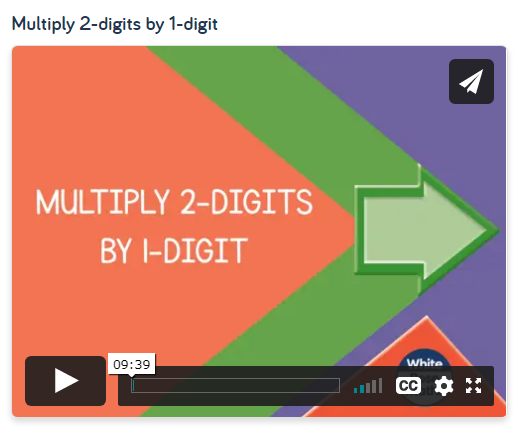 Multiply 2-digits by 1-digit
MULTIPLY 2-DIGITS
BY 1-DIGIT
09:39
White
CC